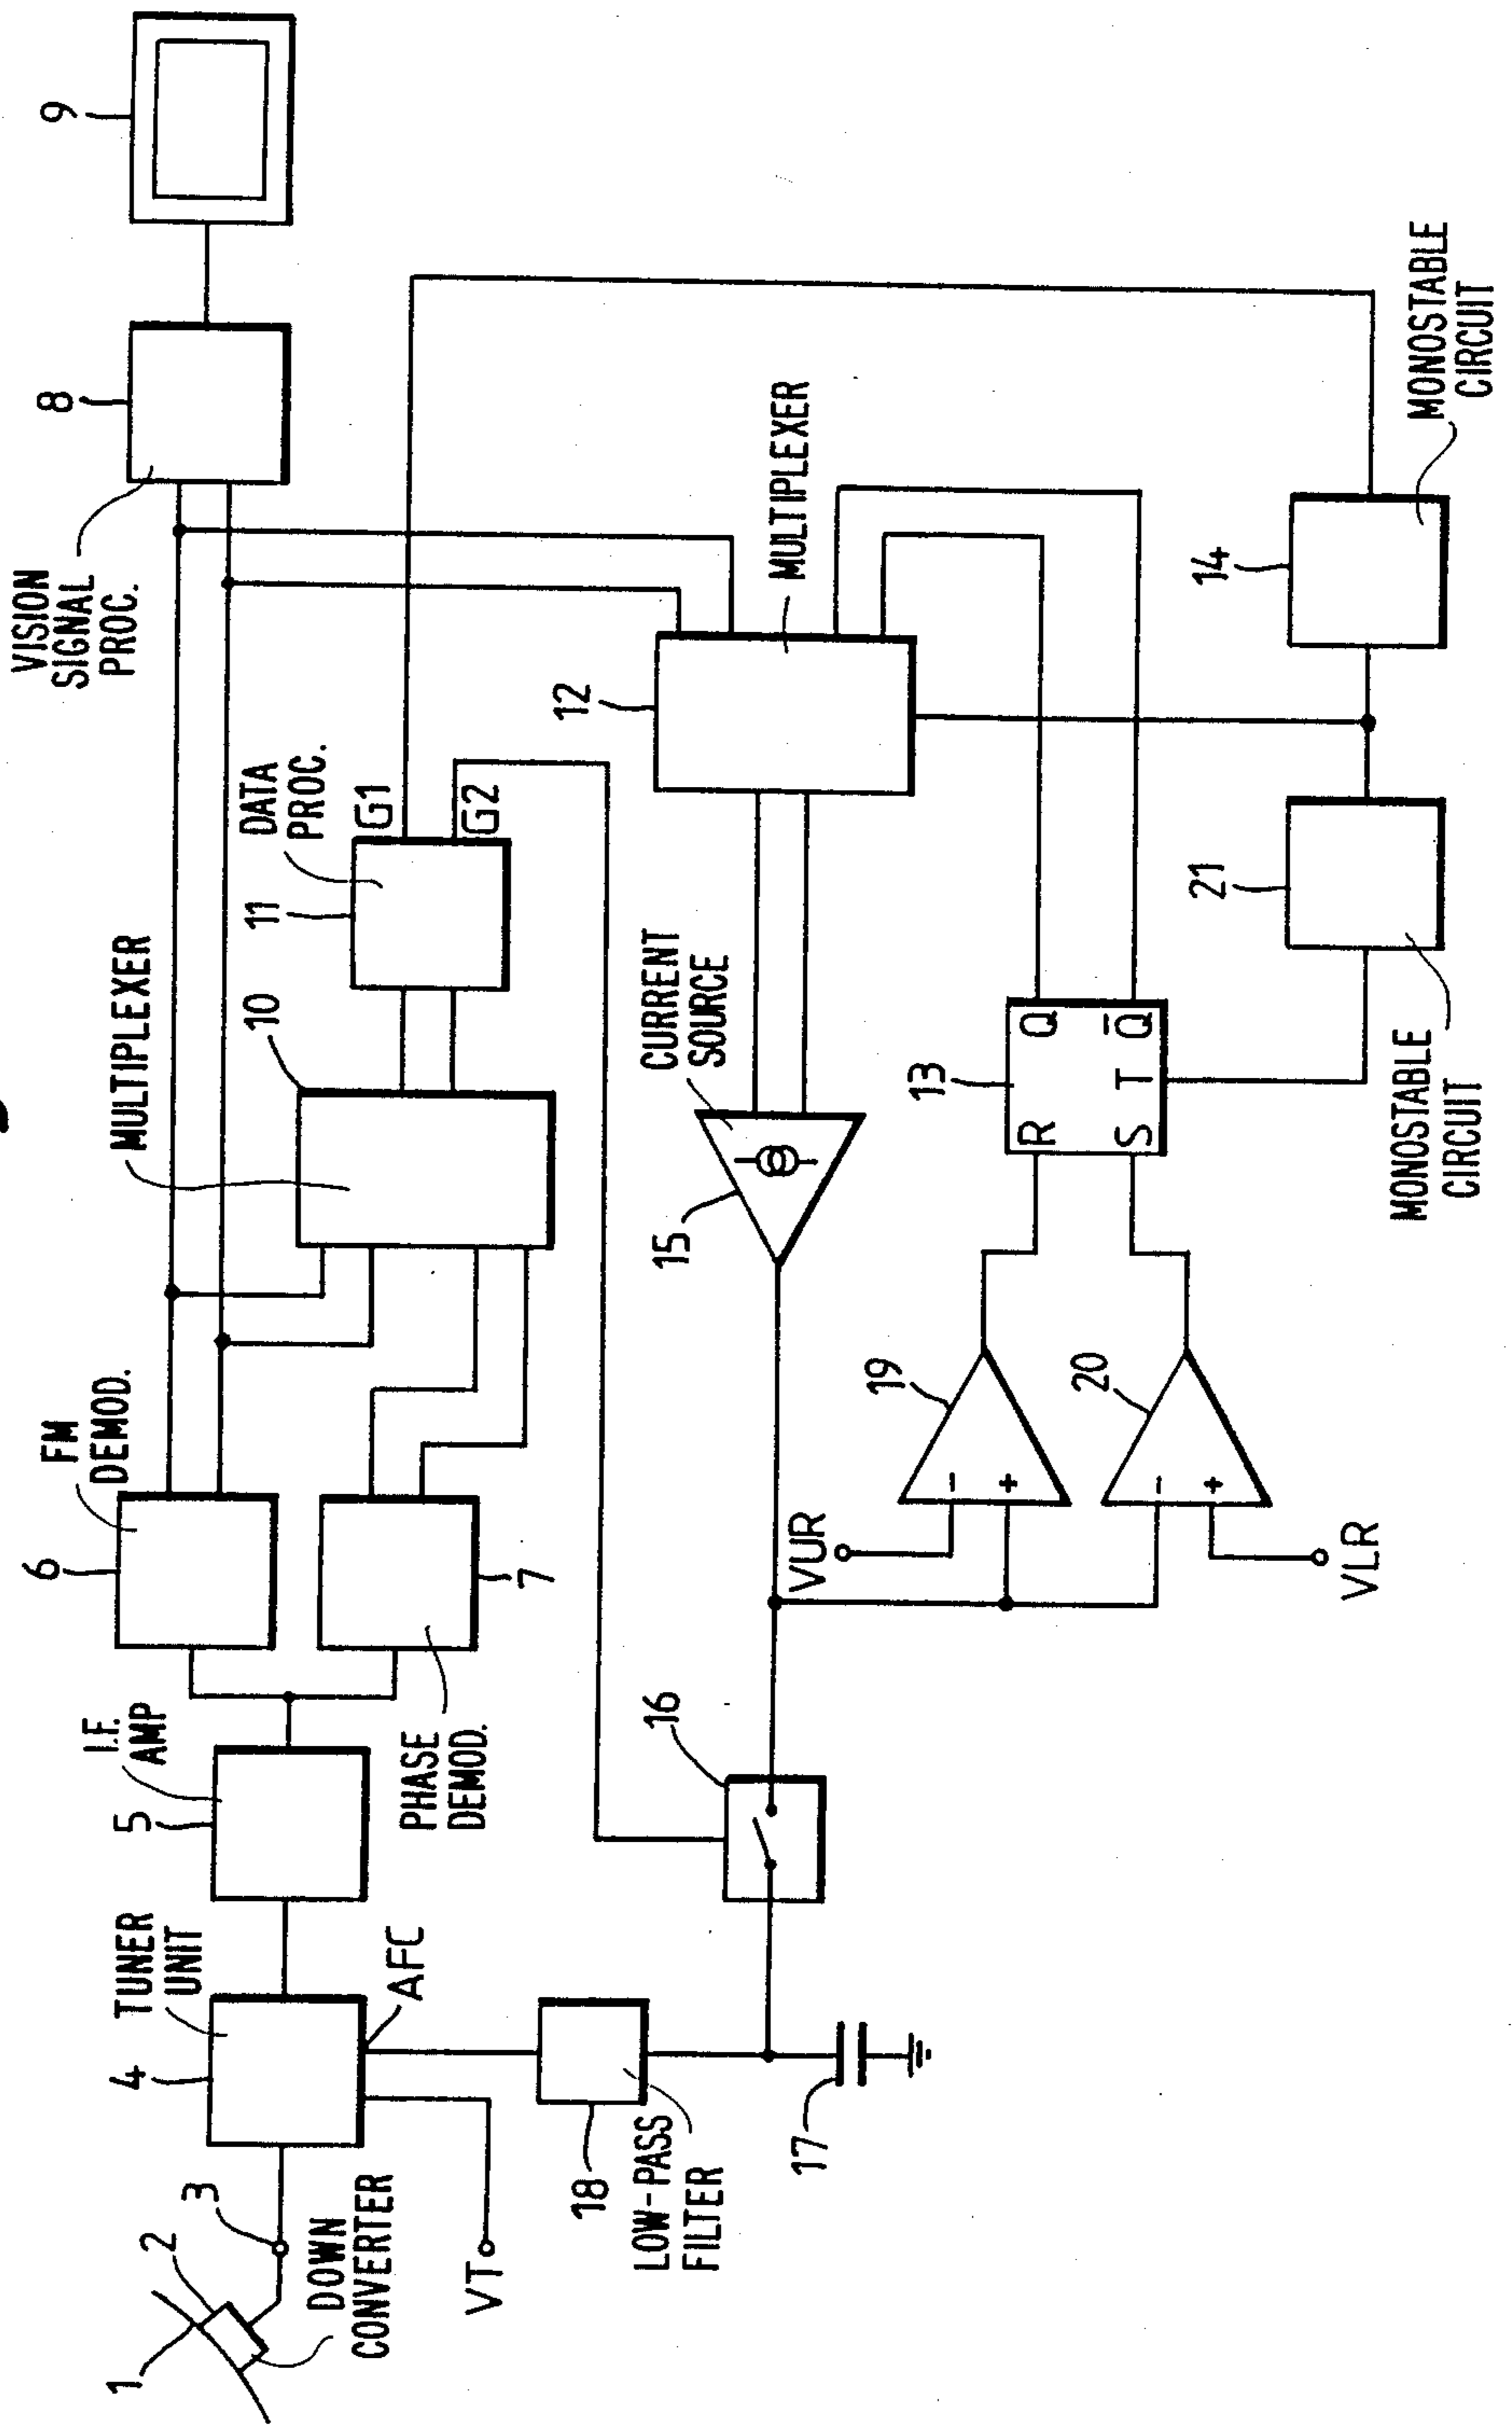 1
2
3
DOWN
CONVERTER
4
TUNER
UNIT
AFC
VT
5
I.F.
AMP
6
FM
DEMOD.
7
PHASE
DEMOD.
MULTIPLEXER
10
11
DATA
PROC.
G1
G2
VISION
SIGNAL
PROC.
8
9
18
LOW-PASS
FILTER
17
16
15
CURRENT
SOURCE
12
MULTIPLEXER
VUR
VLR
19
-
+
20
-
+
13
R
Q
S
T
Q̅
21
MONOSTABLE
CIRCUIT
14
MONOSTABLE
CIRCUIT